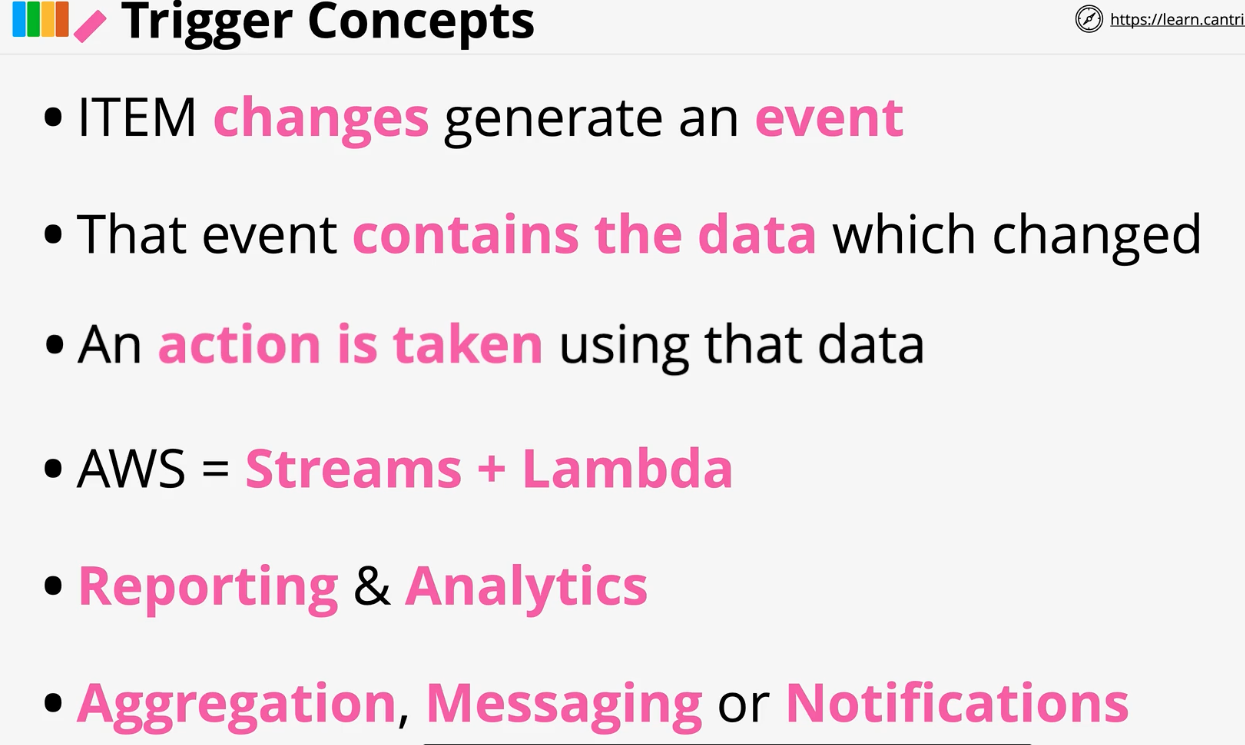 Trigger Concepts
https://learn.cantri
• ITEM changes generate an event
• That event contains the data which changed
• An action is taken using that data
• AWS = Streams + Lambda
• Reporting & Analytics
• Aggregation, Messaging or Notifications